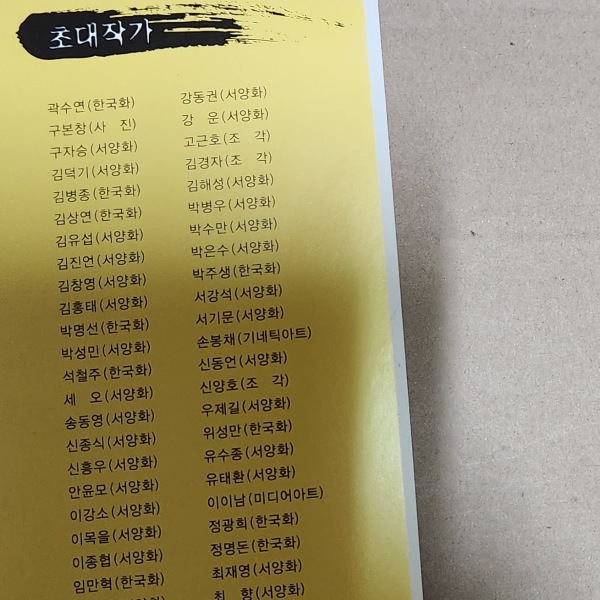 초대작가
곽수연(한국화)
구본창(사 진)
구자승(서양화)
김덕기(서양화)
김병종(한국화)
김상연(한국화)
김유섭(서양화)
김진언(서양화)
김창영(서양화)
김홍태(서양화)
박명선(한국화)
박성민(서양화)
석철주(한국화)
세 오(서양화)
송동영(서양화)
신종식(서양화)
신흥우(서양화)
안윤모(서양화)
이강소(서양화)
이목을(서양화)
이종협(서양화)
임만혁(한국화)
강동권(서양화)
강 운(서양화)
고근호(조 각)
김경자(조 각)
김해성(서양화)
박병우(서양화)
박수만(서양화)
박은수(서양화)
박주생(한국화)
서강석(서양화)
서기문(서양화)
손봉채(기네틱아트)
신동언(서양화)
신양호(조 각)
우제길(서양화)
위성만(한국화)
유수종(서양화)
유태환(서양화)
이이남(미디어아트)
정광희(한국화)
정명돈(한국화)
최재영(서양화)
최 향(서양화)